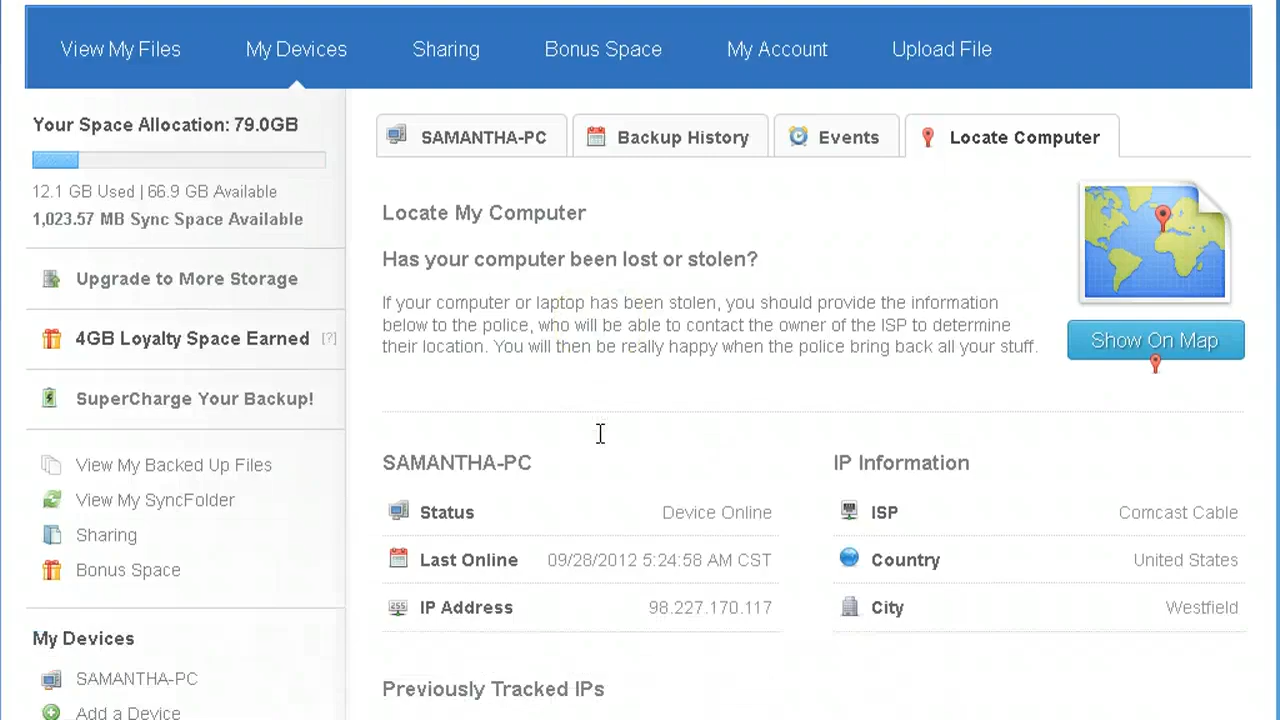 View My Files My Devices Sharing Bonus Space My Account Upload File
Your Space Allocation: 79.0GB
12.1 GB Used | 66.9 GB Available
1,023.57 MB Sync Space Available
Upgrade to More Storage
4GB Loyalty Space Earned [?]
SuperCharge Your Backup!
View My Backed Up Files
View My SyncFolder
Sharing
Bonus Space
My Devices
SAMANTHA-PC
Add a Device
SAMANTHA-PC Backup History Events Locate Computer
Locate My Computer
Has your computer been lost or stolen?
If your computer or laptop has been stolen, you should provide the information
below to the police, who will be able to contact the owner of the ISP to determine
their location. You will then be really happy when the police bring back all your stuff.
Show On Map
SAMANTHA-PC
Status Device Online
Last Online 09/28/2012 5:24:58 AM CST
255 IP Address 98.227.170.117
IP Information
ISP Comcast Cable
Country United States
City Westfield
Previously Tracked IPs